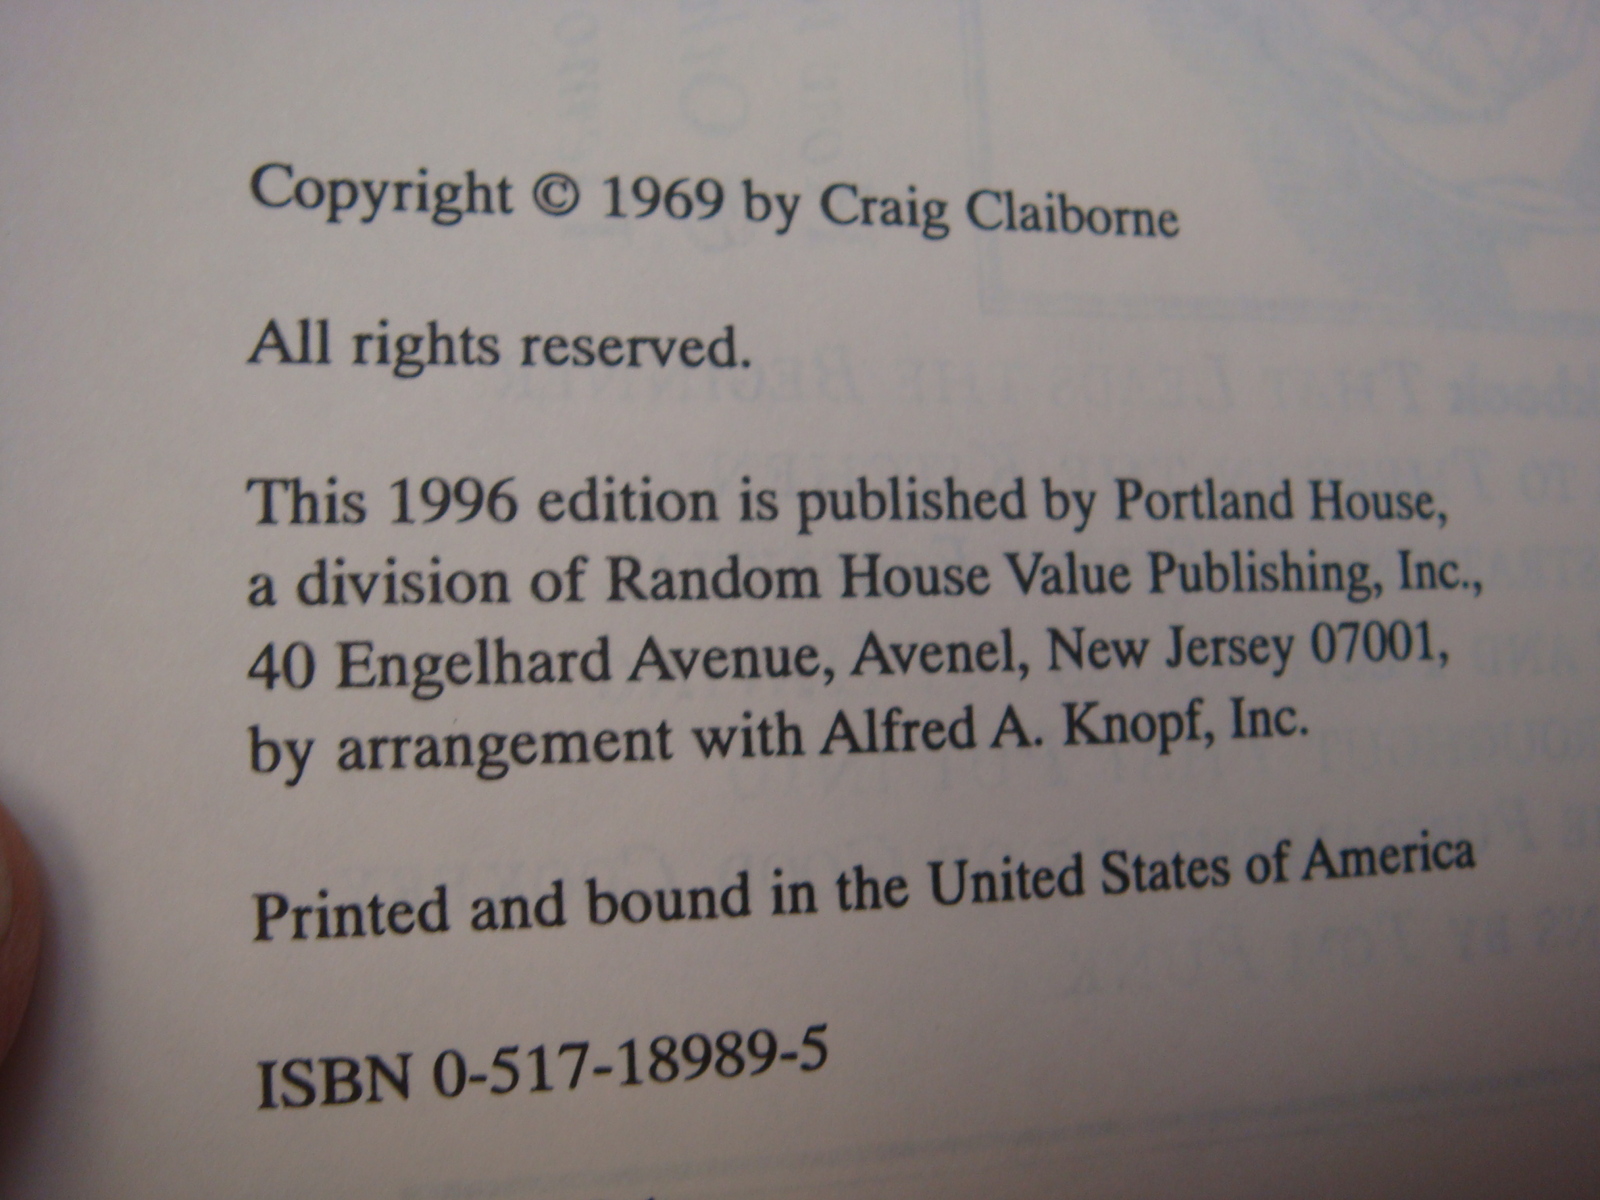 Copyright © 1969 by Craig Claiborne
All rights reserved.
This 1996 edition is published by Portland House,
a division of Random House Value Publishing, Inc.,
40 Engelhard Avenue, Avenel, New Jersey 07001,
by arrangement with Alfred A. Knopf, Inc.
Printed and bound in the United States of America
ISBN 0-517-18989-5